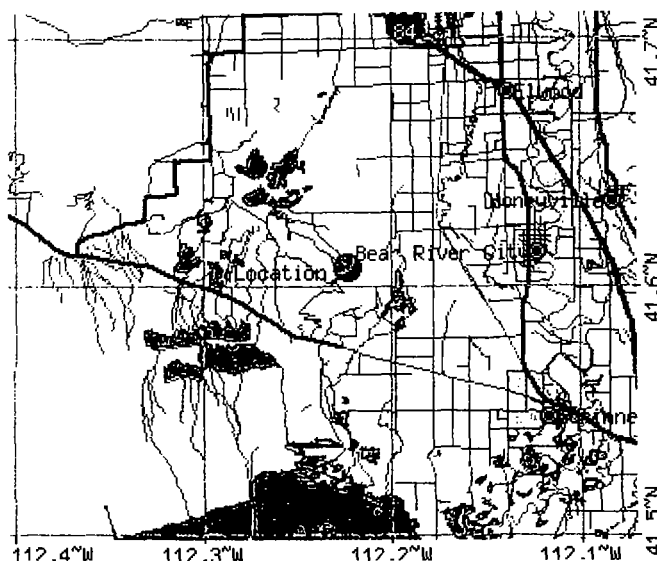 84
41.7~N
Elwood
Honeyville
Bear River City
Location
41.6~N
Corinne
41.5~N
112.4~W 112.3~W 112.2~W 112.1~W